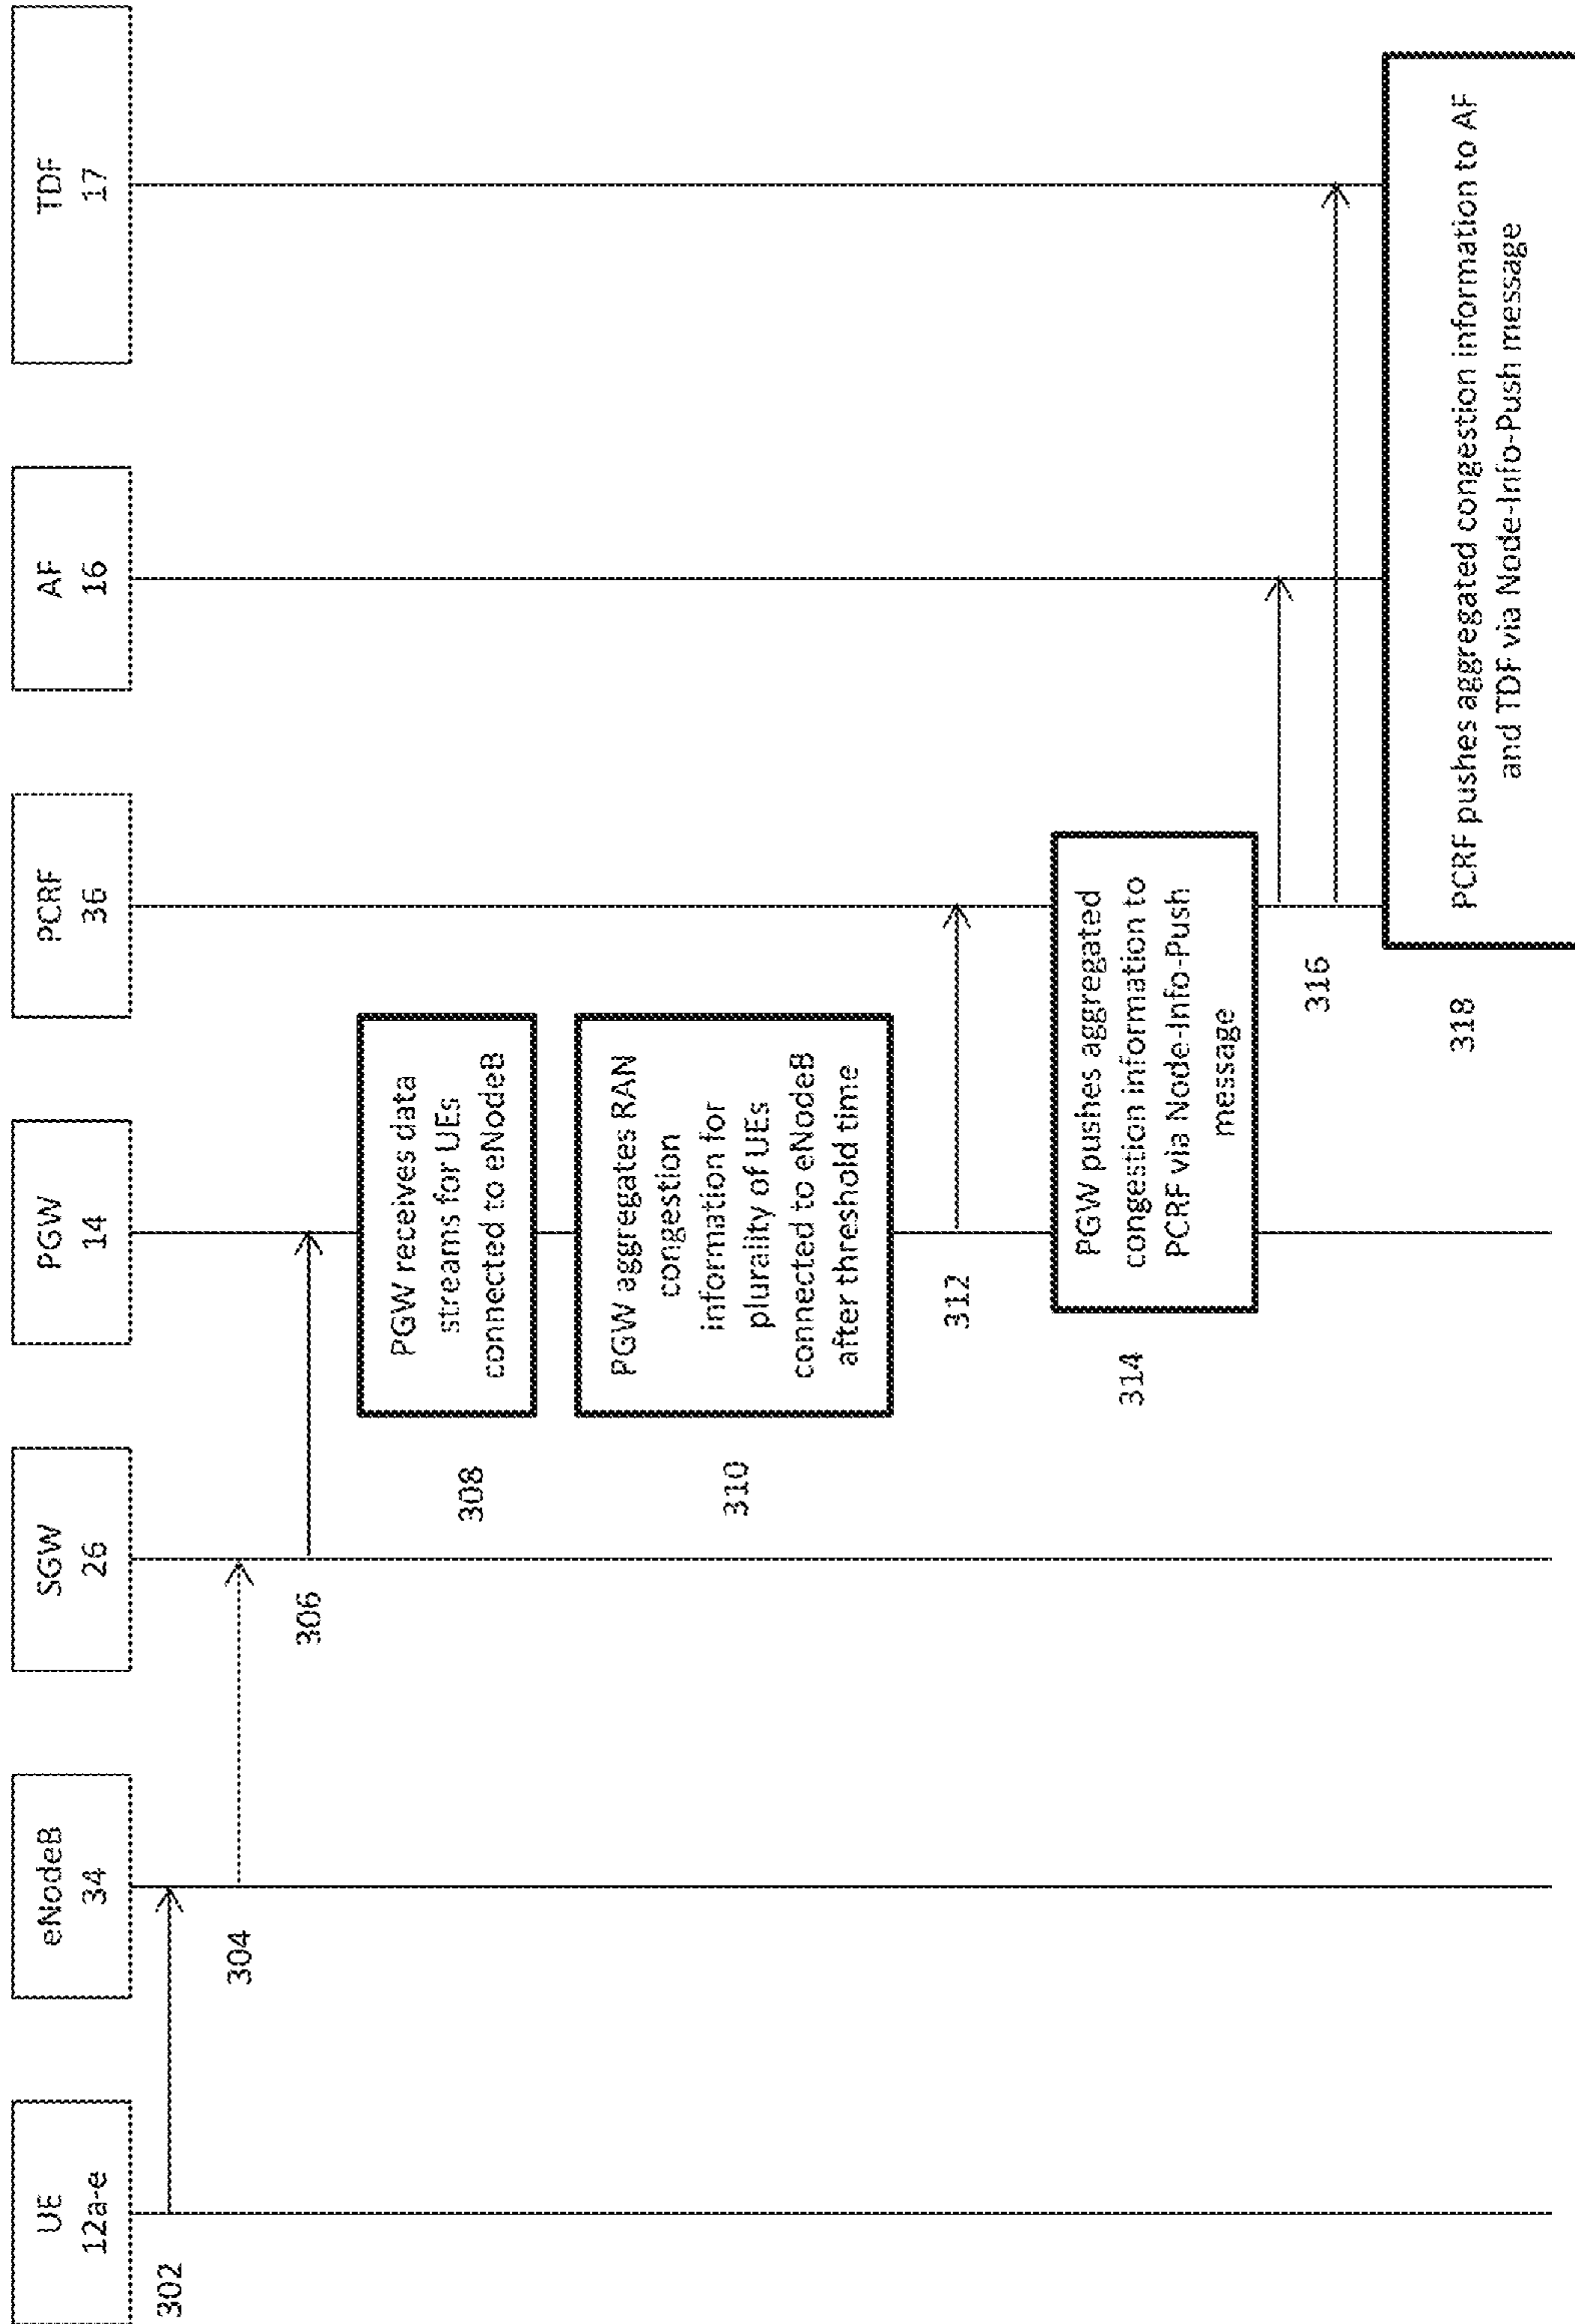 UE
12a-e
eNodeB
34
SGW
26
PGW
14
PCRF
36
AF
16
TDF
17
302
304
306
308
PGW receives data
streams for UEs
connected to eNodeB
310
PGW aggregates RAN
congestion
information for
plurality of UEs
connected to eNodeB
after threshold time
312
314
PGW pushes aggregated
congestion information to
PCRF via Node-Info-Push
message
316
318
PCRF pushes aggregated congestion information to AF
and TDF via Node-Info-Push message